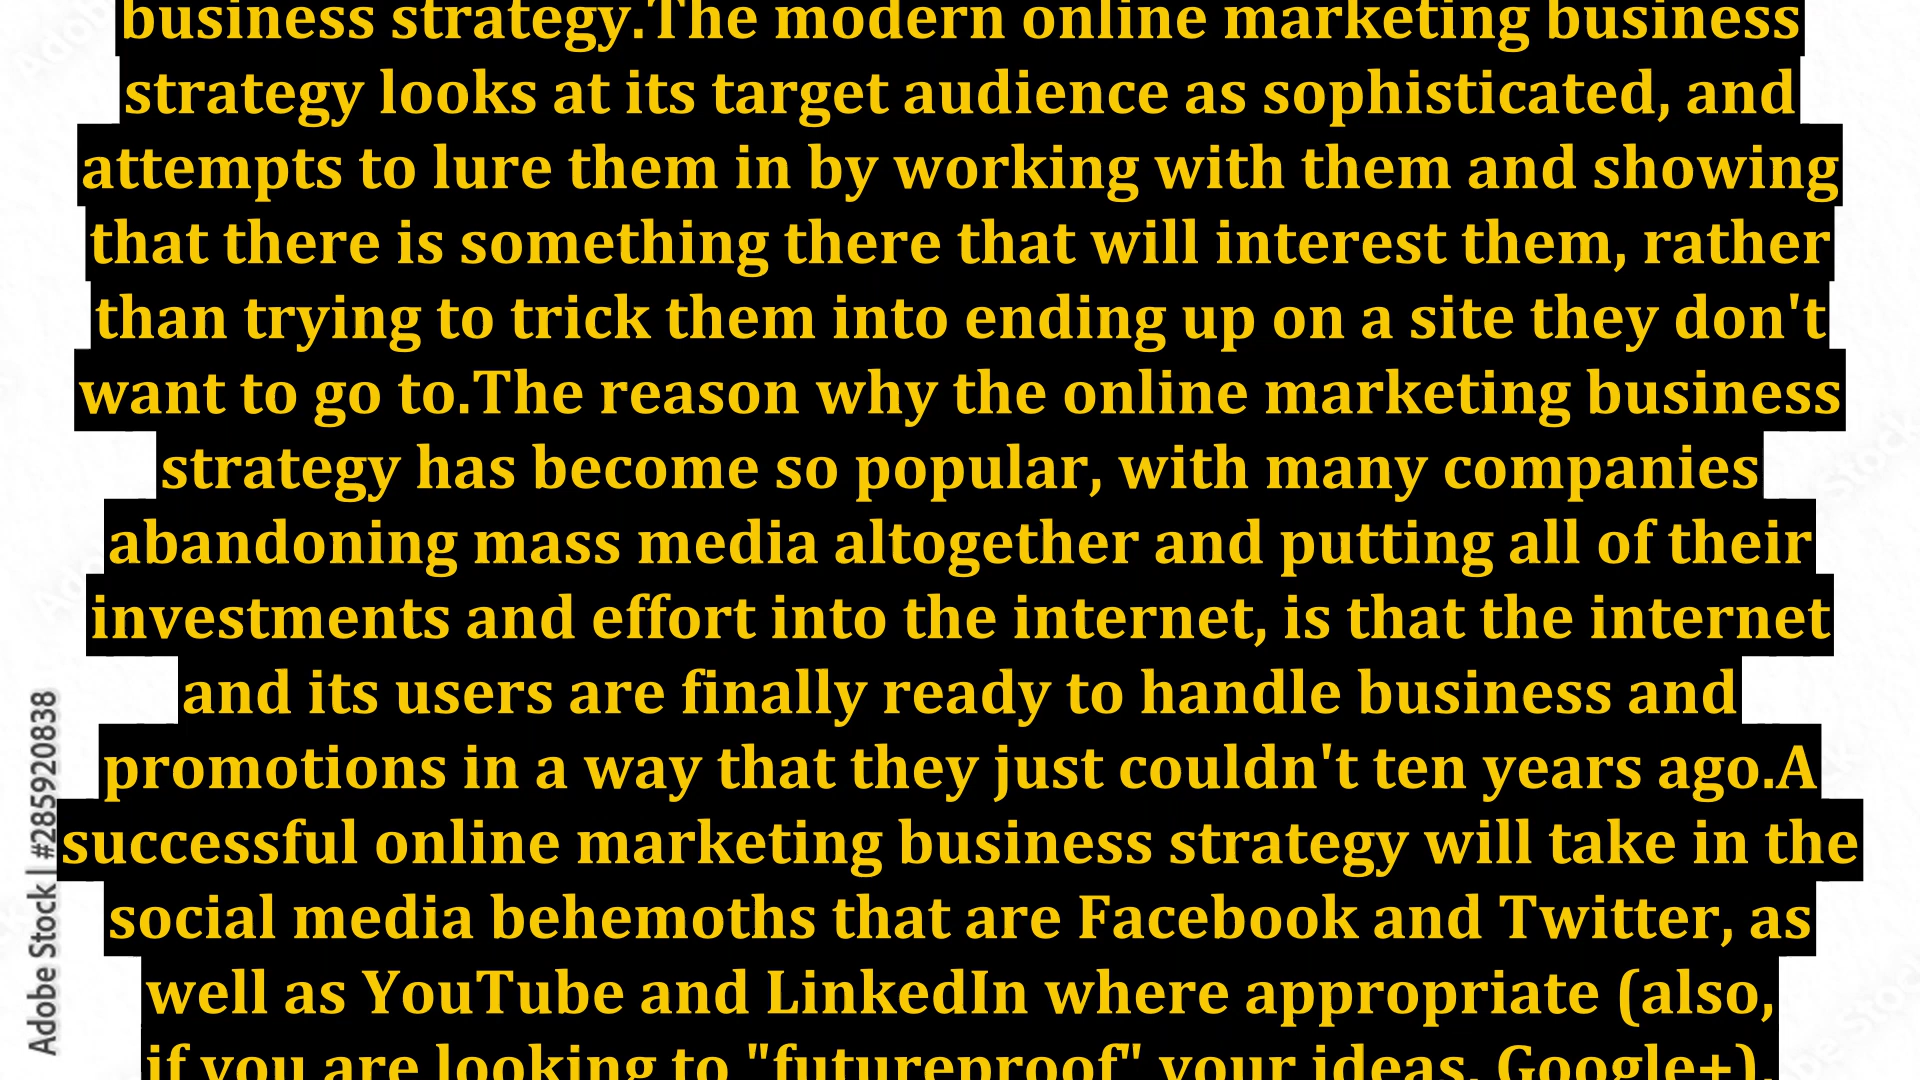 business strategy.The modern online marketing business
strategy looks at its target audience as sophisticated, and
attempts to lure them in by working with them and showing
that there is something there that will interest them, rather
than trying to trick them into ending up on a site they don't
want to go to.The reason why the online marketing business
strategy has become so popular, with many companies
abandoning mass media altogether and putting all of their
investments and effort into the internet, is that the internet
and its users are finally ready to handle business and
promotions in a way that they just couldn't ten years ago.A
successful online marketing business strategy will take in the
social media behemoths that are Facebook and Twitter, as
well as YouTube and LinkedIn where appropriate (also,
if you are looking to "futureproof" your ideas, Google+).
Adobe Stock | #285920838